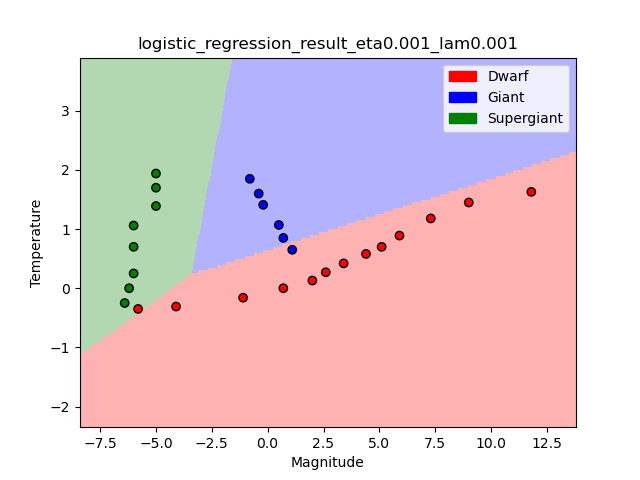 logistic_regression_result_eta0.001_lam0.001
Dwarf
Giant
Supergiant
Temperature
3
2
1
0
−1
−2
−7.5 −5.0 −2.5 0.0 2.5 5.0 7.5 10.0 12.5
Magnitude